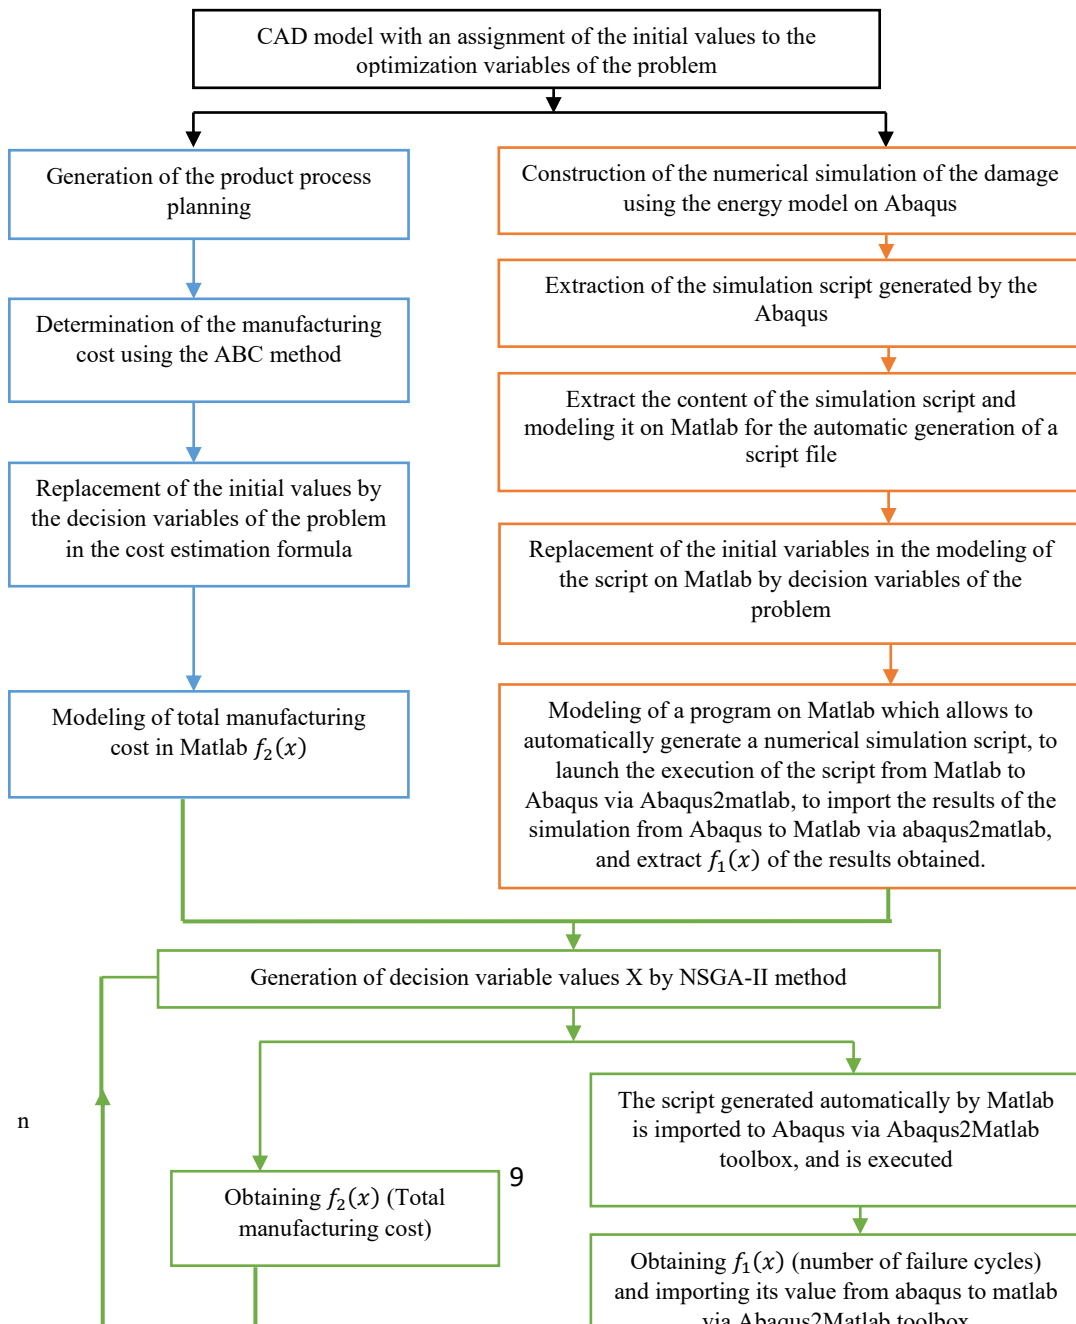 CAD model with an assignment of the initial values to the
optimization variables of the problem
Generation of the product process
planning
Determination of the manufacturing
cost using the ABC method
Replacement of the initial values by
the decision variables of the problem
in the cost estimation formula
Modeling of total manufacturing
cost in Matlab f₂(x)
Construction of the numerical simulation of the damage
using the energy model on Abaqus
Extraction of the simulation script generated by the
Abaqus
Extract the content of the simulation script and
modeling it on Matlab for the automatic generation of a
script file
Replacement of the initial variables in the modeling of
the script on Matlab by decision variables of the
problem
Modeling of a program on Matlab which allows to
automatically generate a numerical simulation script, to
launch the execution of the script from Matlab to
Abaqus via Abaqus2matlab, to import the results of the
simulation from Abaqus to Matlab via abaqus2matlab,
and extract f₁(x) of the results obtained.
Generation of decision variable values X by NSGA-II method
n
Obtaining f₂(x) (Total
manufacturing cost)
9
The script generated automatically by Matlab
is imported to Abaqus via Abaqus2Matlab
toolbox, and is executed
Obtaining f₁(x) (number of failure cycles)
and importing its value from abaqus to matlab
via Abaqus2Matlab toolbox